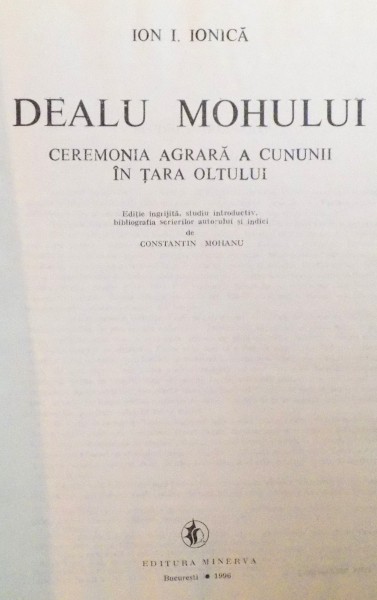 ION I. IONICĂ
DEALU MOHULUI
CEREMONIA AGRARĂ A CUNUNII
ÎN ȚARA OLTULUI
Ediție îngrijită, studiu introductiv,
bibliografia scrierilor autorului și indici
de
CONSTANTIN MOHANU
EDITURA MINERVA
București • 1996